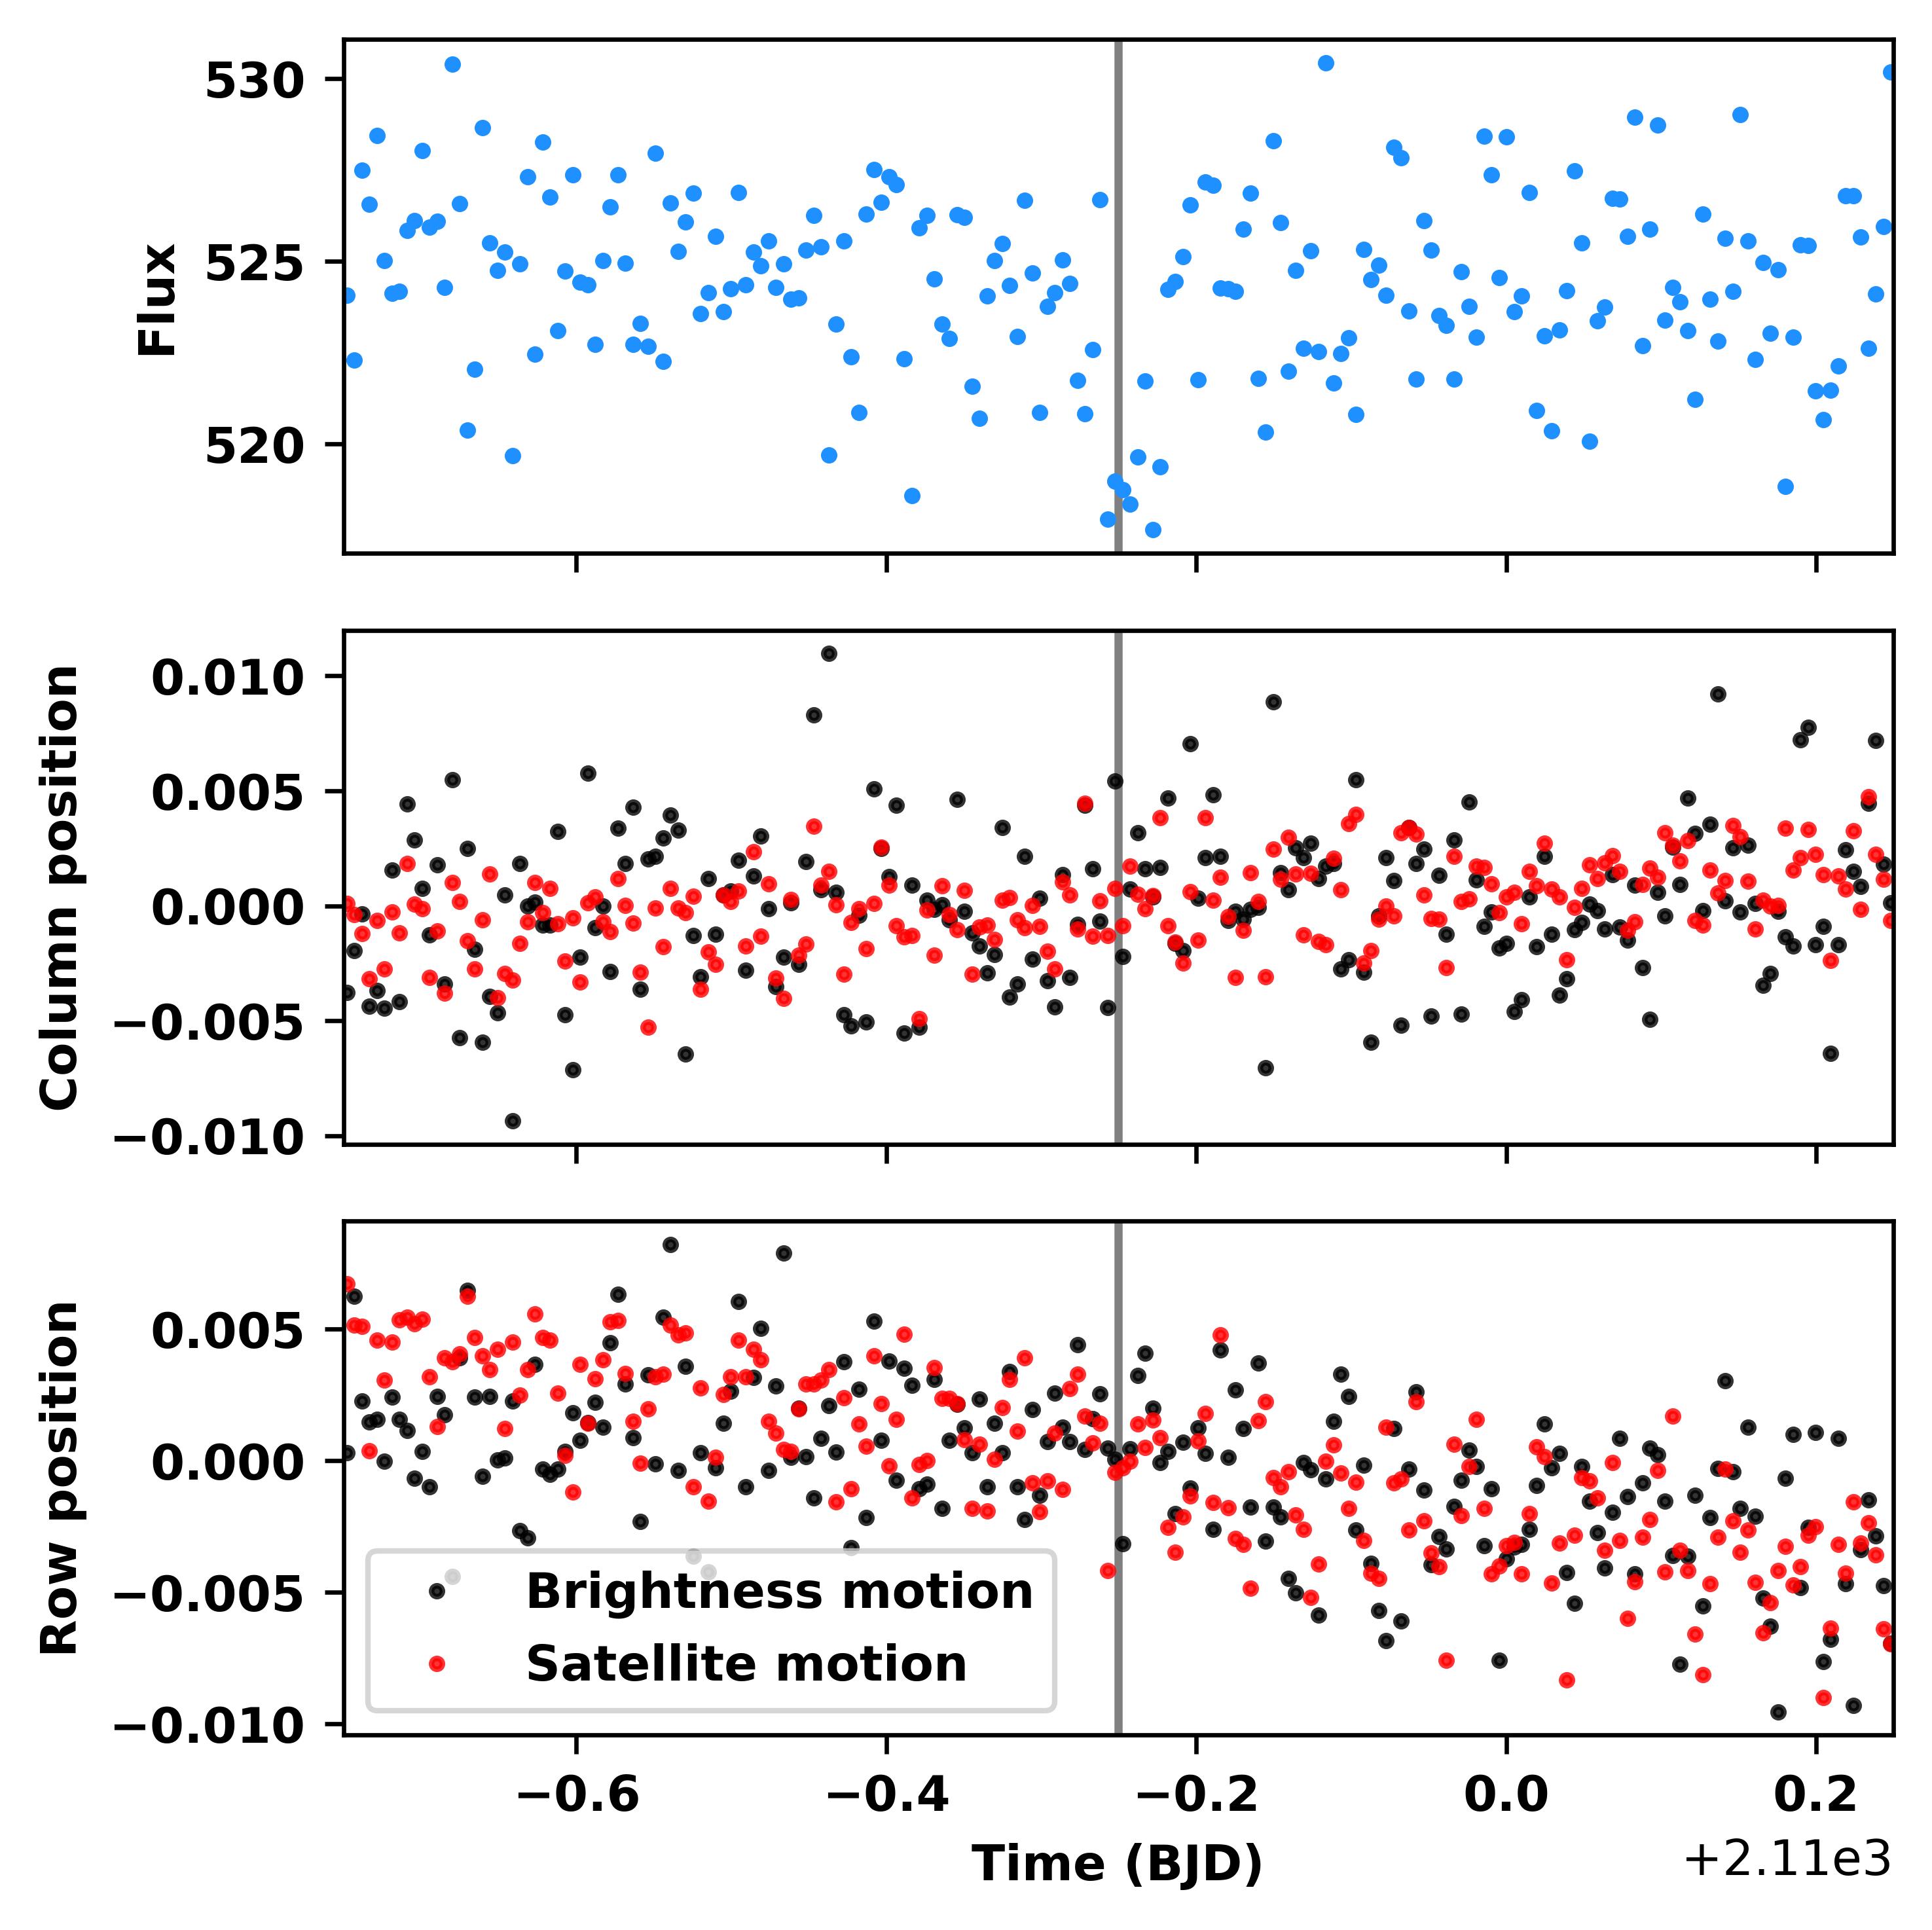 530
525
520
Flux
0.010
0.005
0.000
−0.005
−0.010
Column position
0.005
0.000
−0.005
−0.010
Row position
Brightness motion
Satellite motion
−0.6 −0.4 −0.2 0.0 0.2
Time (BJD)
+2.11e3